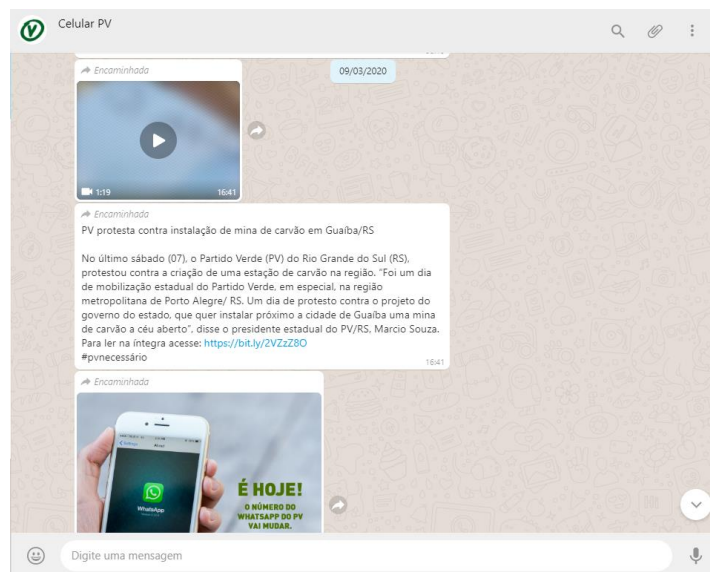 Celular PV
Encaminhada
09/03/2020
1:19
16:41
Encaminhada
PV protesta contra instalação de mina de carvão em Guaíba/RS
No último sábado (07), o Partido Verde (PV) do Rio Grande do Sul (RS),
protestou contra a criação de uma estação de carvão na região. "Foi um dia
de mobilização estadual do Partido Verde, em especial, na região
metropolitana de Porto Alegre/ RS. Um dia de protesto contra o projeto do
governo do estado, que quer instalar próximo a cidade de Guaíba uma mina
de carvão a céu aberto", disse o presidente estadual do PV/RS, Marcio Souza.
Para ler na íntegra acesse: https://bit.ly/2VZzZ8O
#pvnecessário
16:41
Encaminhada
WhatsApp
É HOJE!
O NÚMERO DO
WHATSAPP DO PV
VAI MUDAR.
Digite uma mensagem